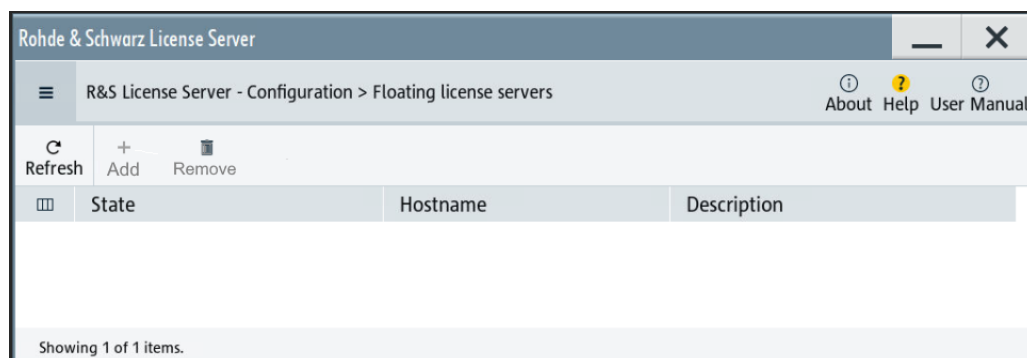 Rohde & Schwarz License Server
R&S License Server - Configuration > Floating license servers
About Help User Manual
Refresh Add Remove
State Hostname Description
Showing 1 of 1 items.